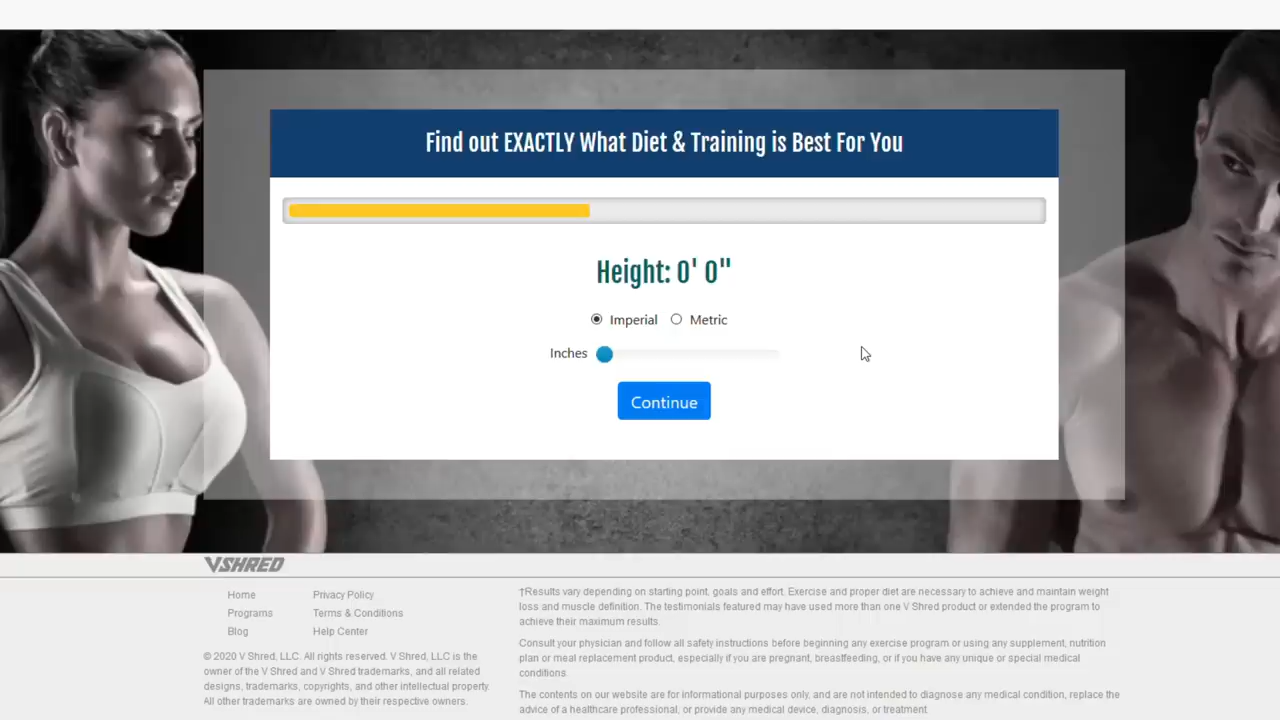 Find out EXACTLY What Diet & Training is Best For You
Height: 0' 0"
Imperial Metric
Inches
Continue
VSHRED
Home
Programs
Blog
Privacy Policy
Terms & Conditions
Help Center
© 2020 V Shred, LLC. All rights reserved. V Shred, LLC is the
owner of the V Shred and V Shred trademarks, and all related
designs, trademarks, copyrights, and other intellectual property.
All other trademarks are owned by their respective owners.
†Results vary depending on starting point, goals and effort. Exercise and proper diet are necessary to achieve and maintain weight
loss and muscle definition. The testimonials featured may have used more than one V Shred product or extended the program to
achieve their maximum results.
Consult your physician and follow all safety instructions before beginning any exercise program or using any supplement, nutrition
plan or meal replacement product, especially if you are pregnant, breastfeeding, or if you have any unique or special medical
conditions.
The contents on our website are for informational purposes only, and are not intended to diagnose any medical condition, replace the
advice of a healthcare professional, or provide any medical device, diagnosis, or treatment